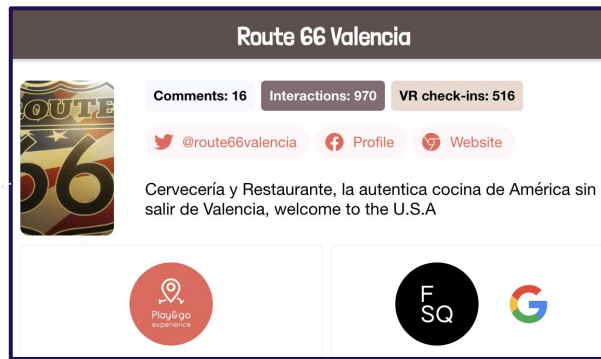 Route 66 Valencia
ROUTE
66
Comments: 16
Interactions: 970
VR check-ins: 516
@route66valencia
Profile
Website
Cervecería y Restaurante, la autentica cocina de América sin
salir de Valencia, welcome to the U.S.A
Play&go
experience
F
SQ
G